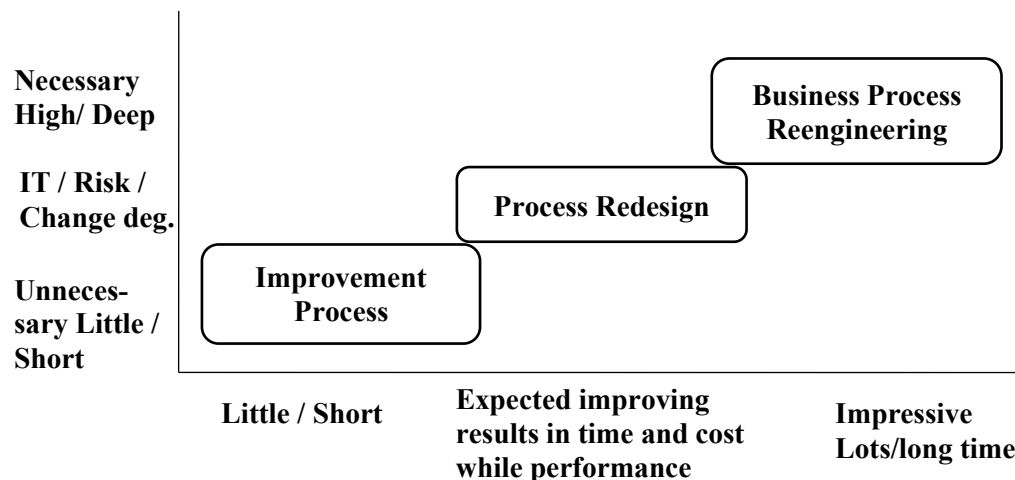 Necessary
High/ Deep
Business Process
Reengineering
IT / Risk /
Change deg.
Process Redesign
Improvement
Process
Unneces-
sary Little /
Short
Little / Short
Expected improving
results in time and cost
while performance
Impressive
Lots/long time